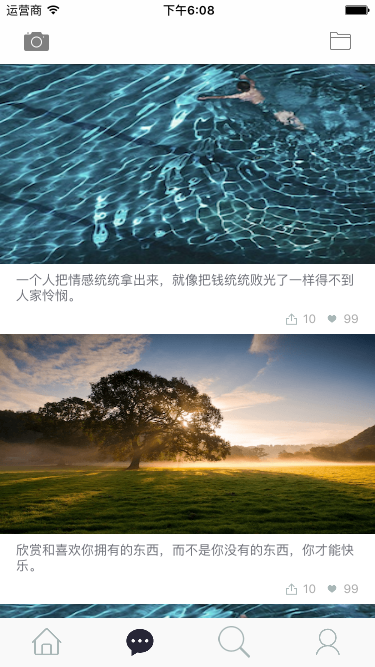 运营商 下午6:08
一个人把情感统统拿出来，就像把钱统统败光了一样得不到
人家怜悯。
10 99
欣赏和喜欢你拥有的东西，而不是你没有的东西，你才能快
乐。
10 99